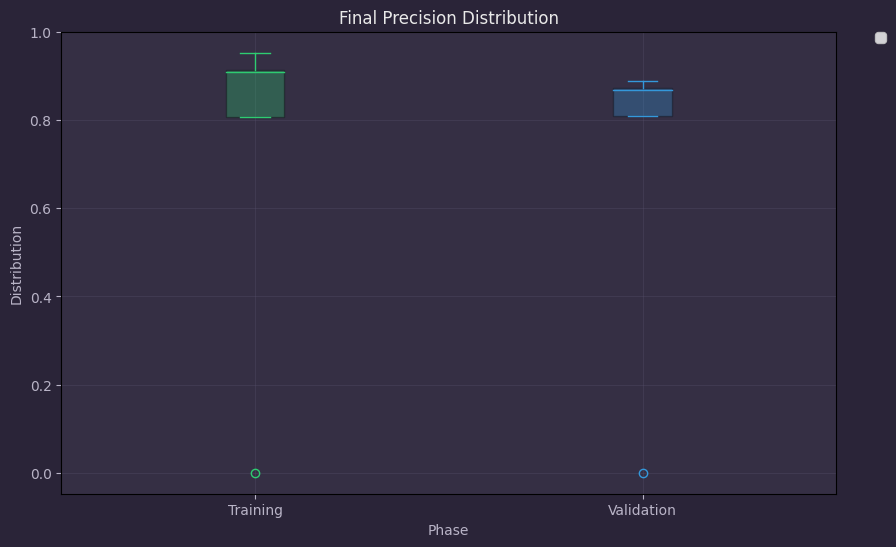 Final Precision Distribution
1.0
0.8
0.6
0.4
0.2
0.0
Distribution
Training
Validation
Phase